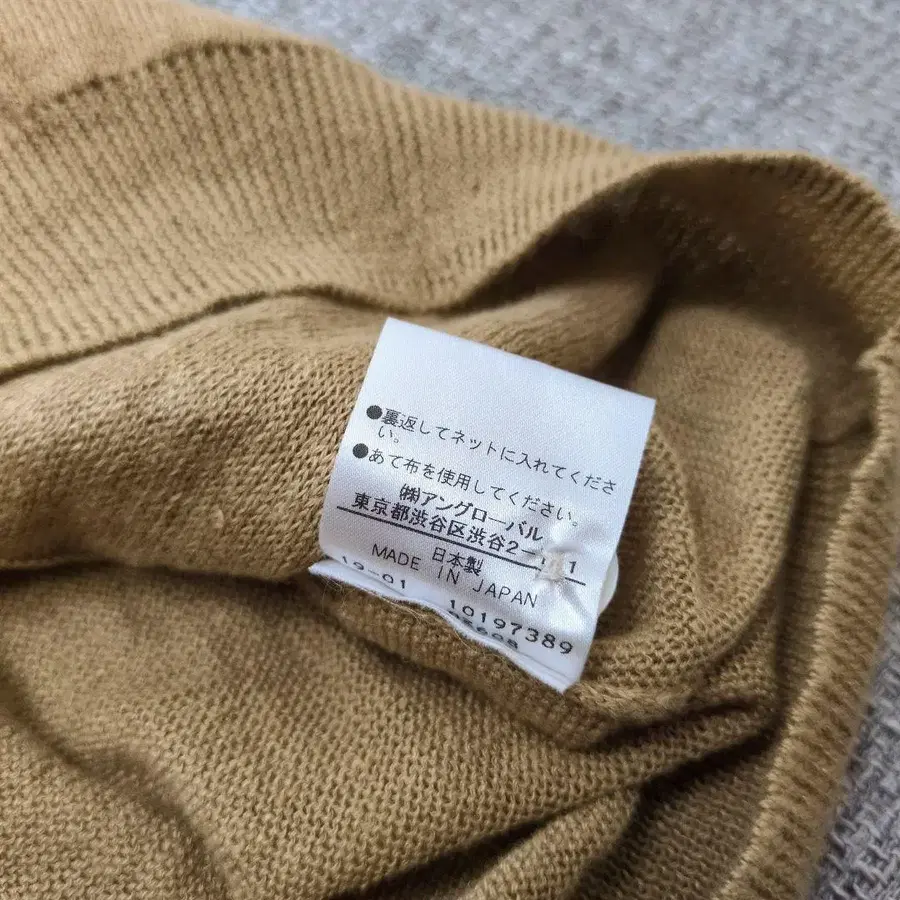 ●裏返してネットに入れてくださ
い。
●あて布を使用してください。
㈱アングローバル
東京都渋谷区渋谷2-
日本製
MADE IN JAPAN
19-01
10197389